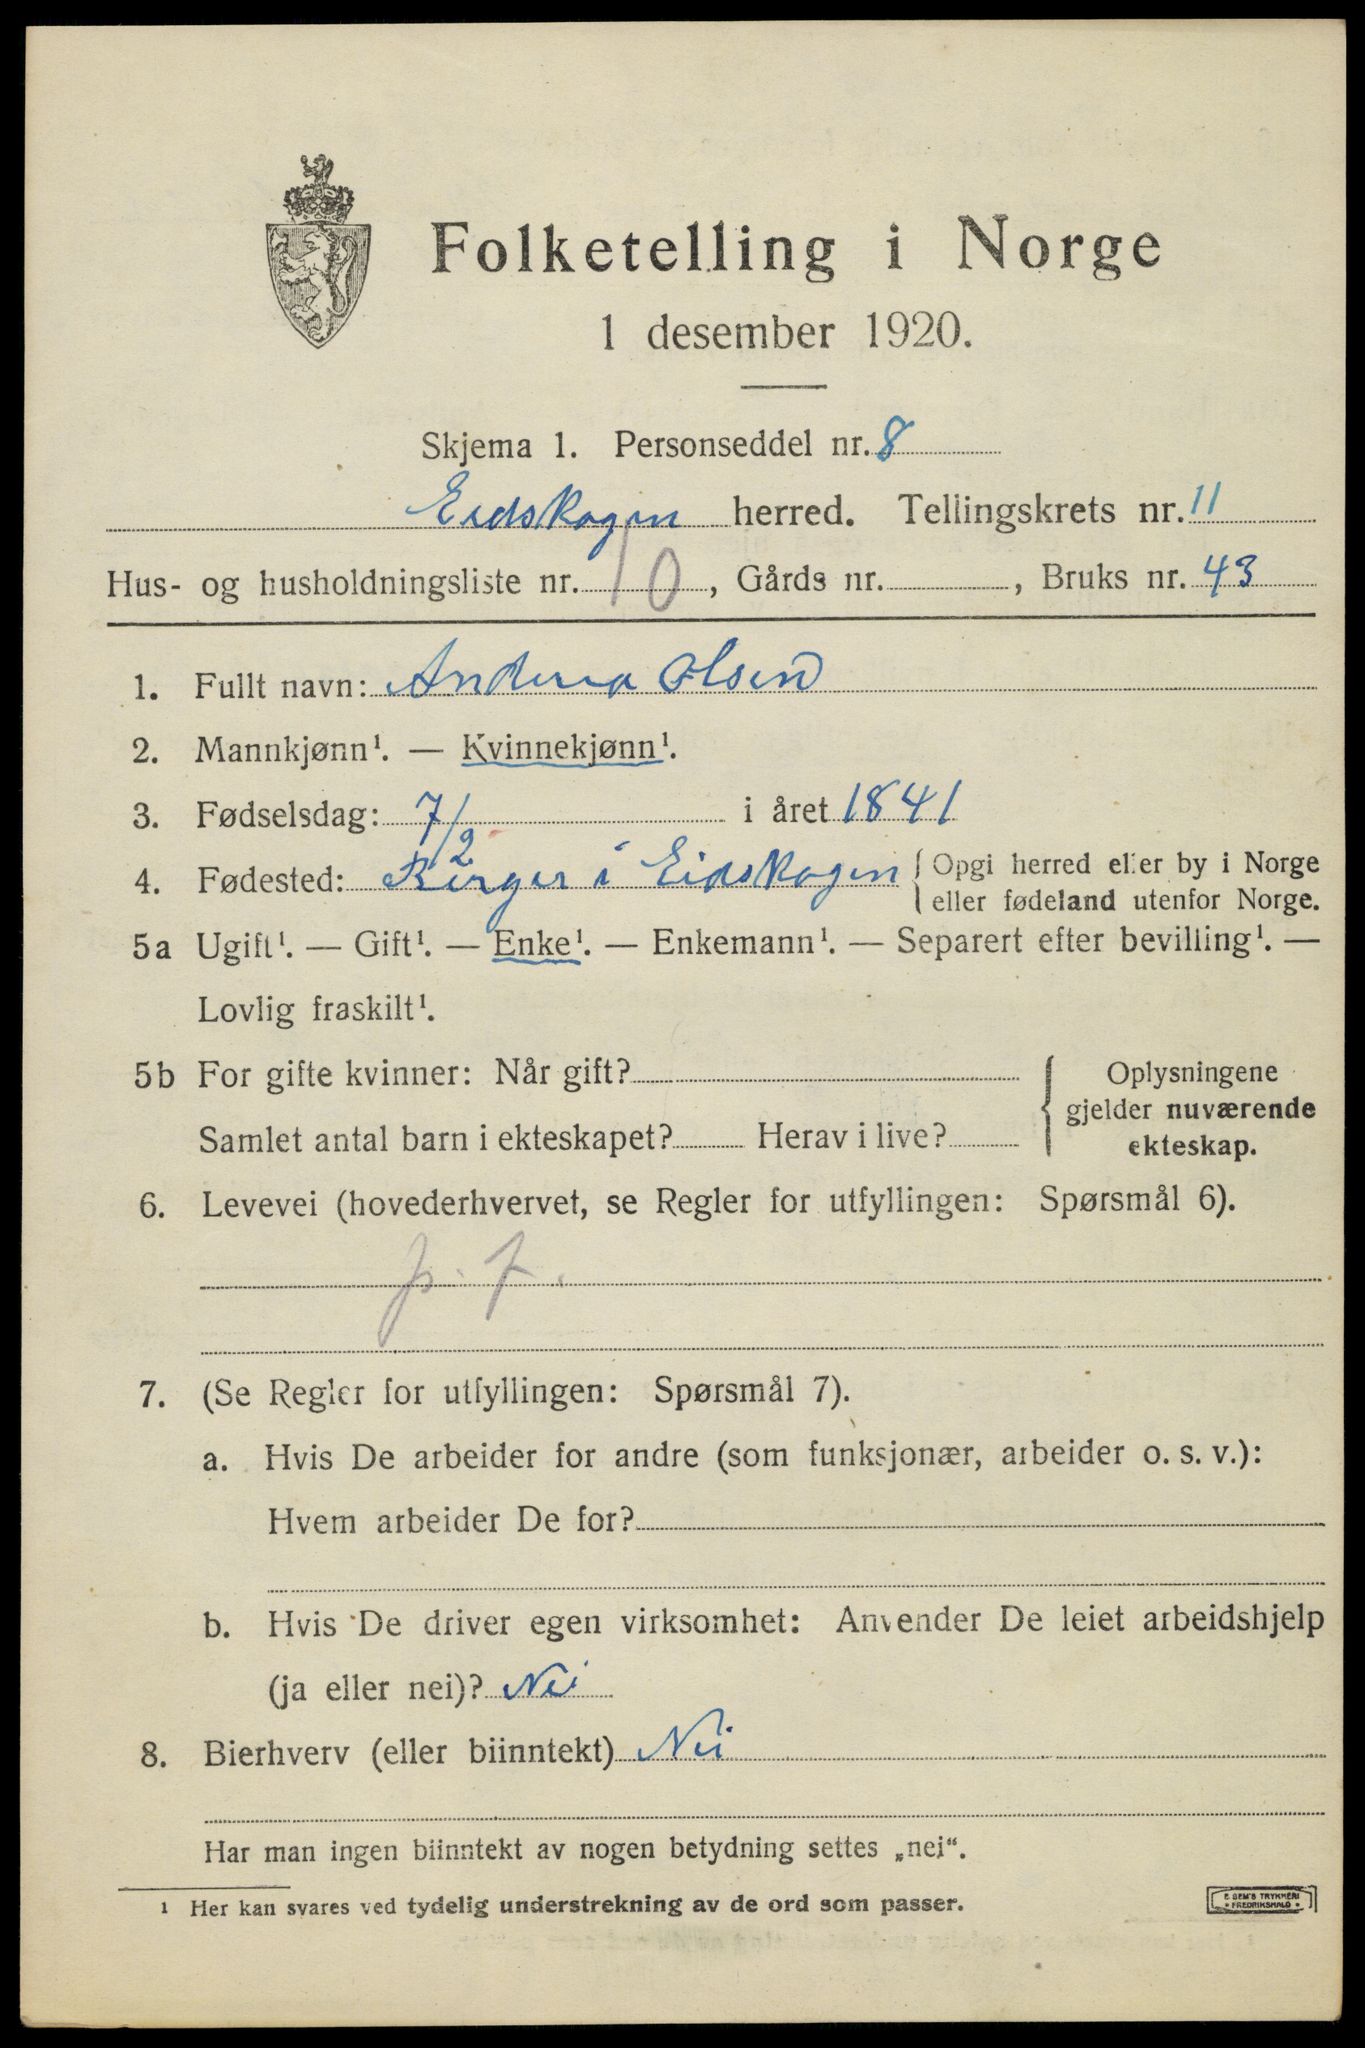 Folketelling i Norge
1 desember 1920.
Skjema 1. Personseddel nr. 8
Eidskogen herred. Tellingskrets nr. 11
Hus- og husholdningsliste nr. 10, Gårds nr. , Bruks nr. 43
1. Fullt navn: Olsen
2. Mannkjønn¹. — Kvinnekjønn¹.
3. Fødselsdag: 7/2 i året 1841
4. Fødested: i Eidskogen { Opgi herred eller by i Norge
eller fødeland utenfor Norge.
5a Ugift¹. — Gift¹. — Enke¹. — Enkemann¹. — Separert efter bevilling¹. —
Lovlig fraskilt¹.
5b For gifte kvinner: Når gift?
Samlet antal barn i ekteskapet? Herav i live?
{ Oplysningene
gjelder nuværende
ekteskap.
6. Levevei (hovederhvervet, se Regler for utfyllingen: Spørsmål 6).
7. (Se Regler for utfyllingen: Spørsmål 7).
a. Hvis De arbeider for andre (som funksjonær, arbeider o. s. v.):
Hvem arbeider De for?
b. Hvis De driver egen virksomhet: Anvender De leiet arbeidshjelp
(ja eller nei)? Nei
8. Bierhverv (eller biinntekt) Nei
Har man ingen biinntekt av nogen betydning settes „nei“.
¹ Her kan svares ved tydelig understrekning av de ord som passer.
E SEM'S TRYKKERI
FREDRIKSHALD